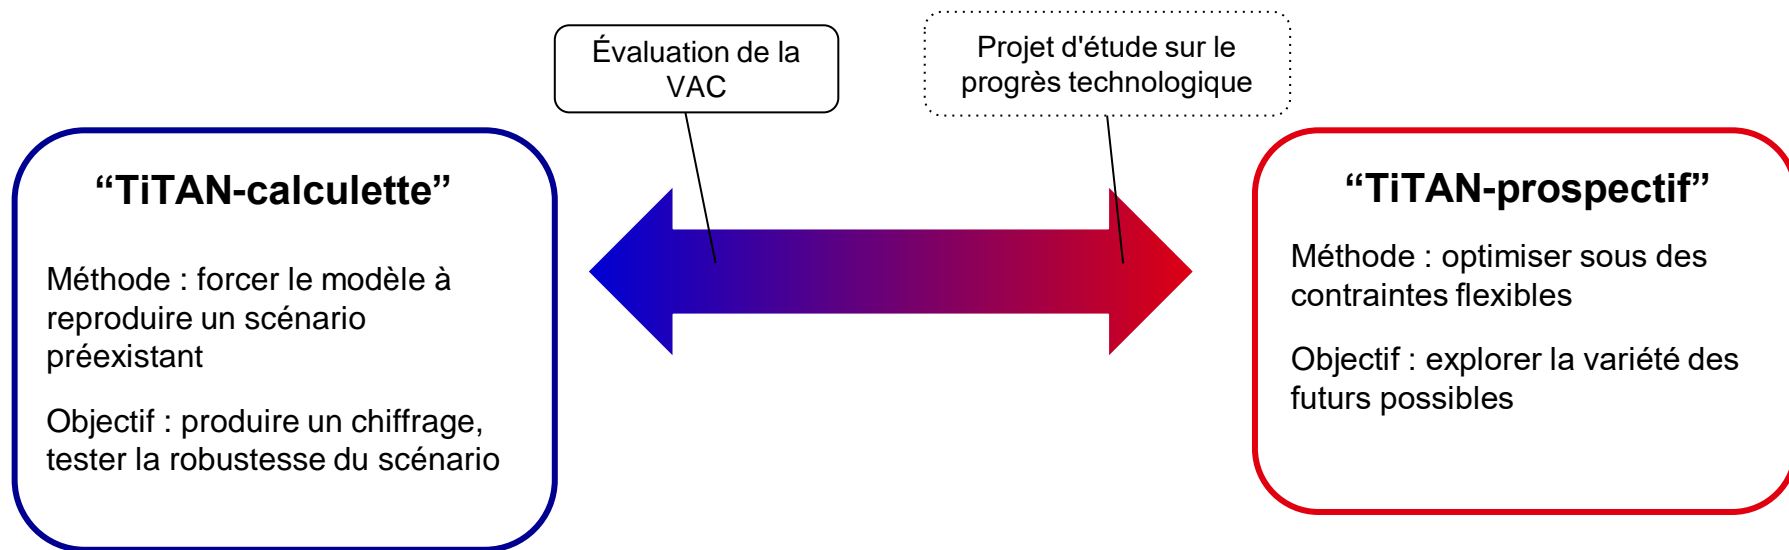 Évaluation de la
VAC
Projet d'étude sur le
progrès technologique
“TiTAN-calculette”
Méthode : forcer le modèle à
reproduire un scénario
préexistant
Objectif : produire un chiffrage,
tester la robustesse du scénario
“TiTAN-prospectif”
Méthode : optimiser sous des
contraintes flexibles
Objectif : explorer la variété des
futurs possibles